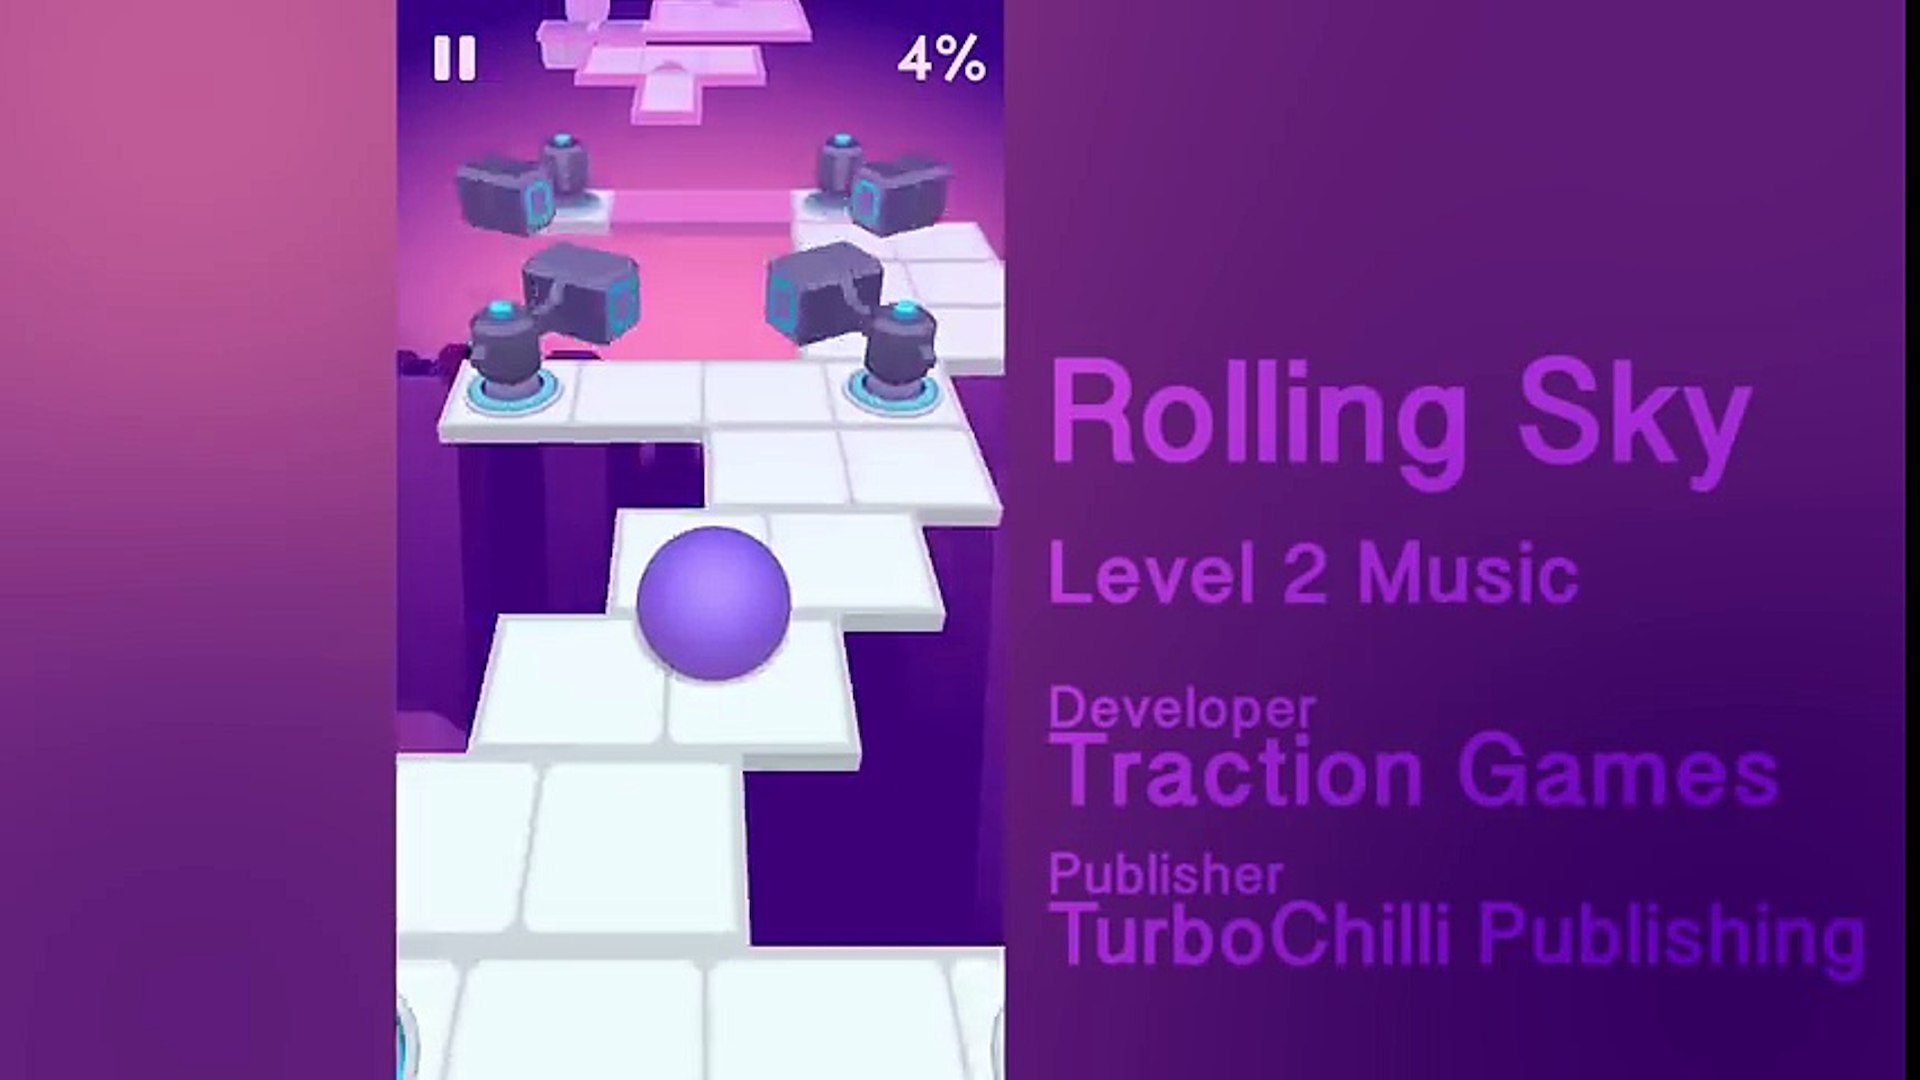 4%
Rolling Sky
Level 2 Music
Developer
Traction Games
Publisher
TurboChilli Publishing